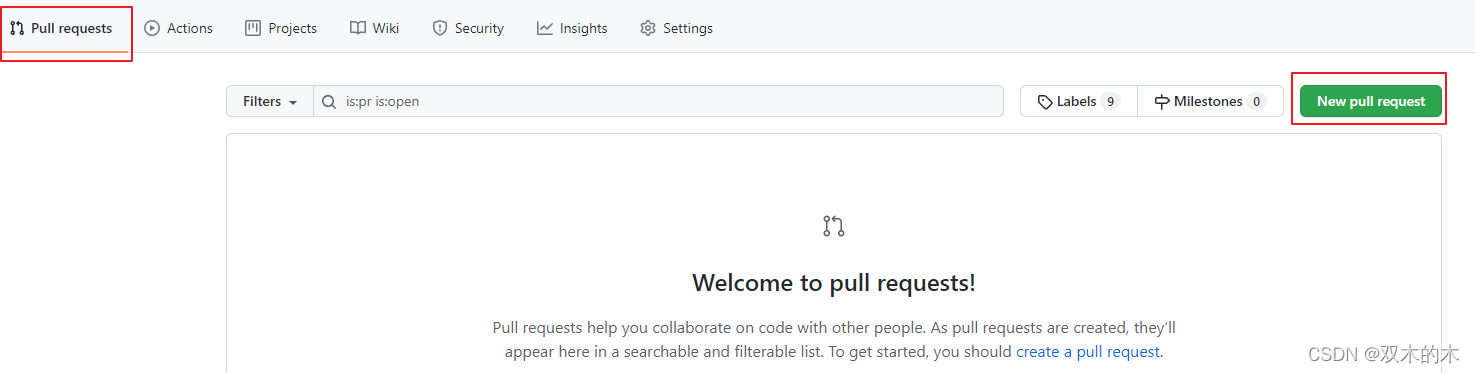 Pull requests Actions Projects Wiki Security Insights Settings
Filters is:pr is:open Labels 9 Milestones 0 New pull request
Welcome to pull requests!
Pull requests help you collaborate on code with other people. As pull requests are created, they’ll
appear here in a searchable and filterable list. To get started, you should create a pull request.
CSDN @双木的木